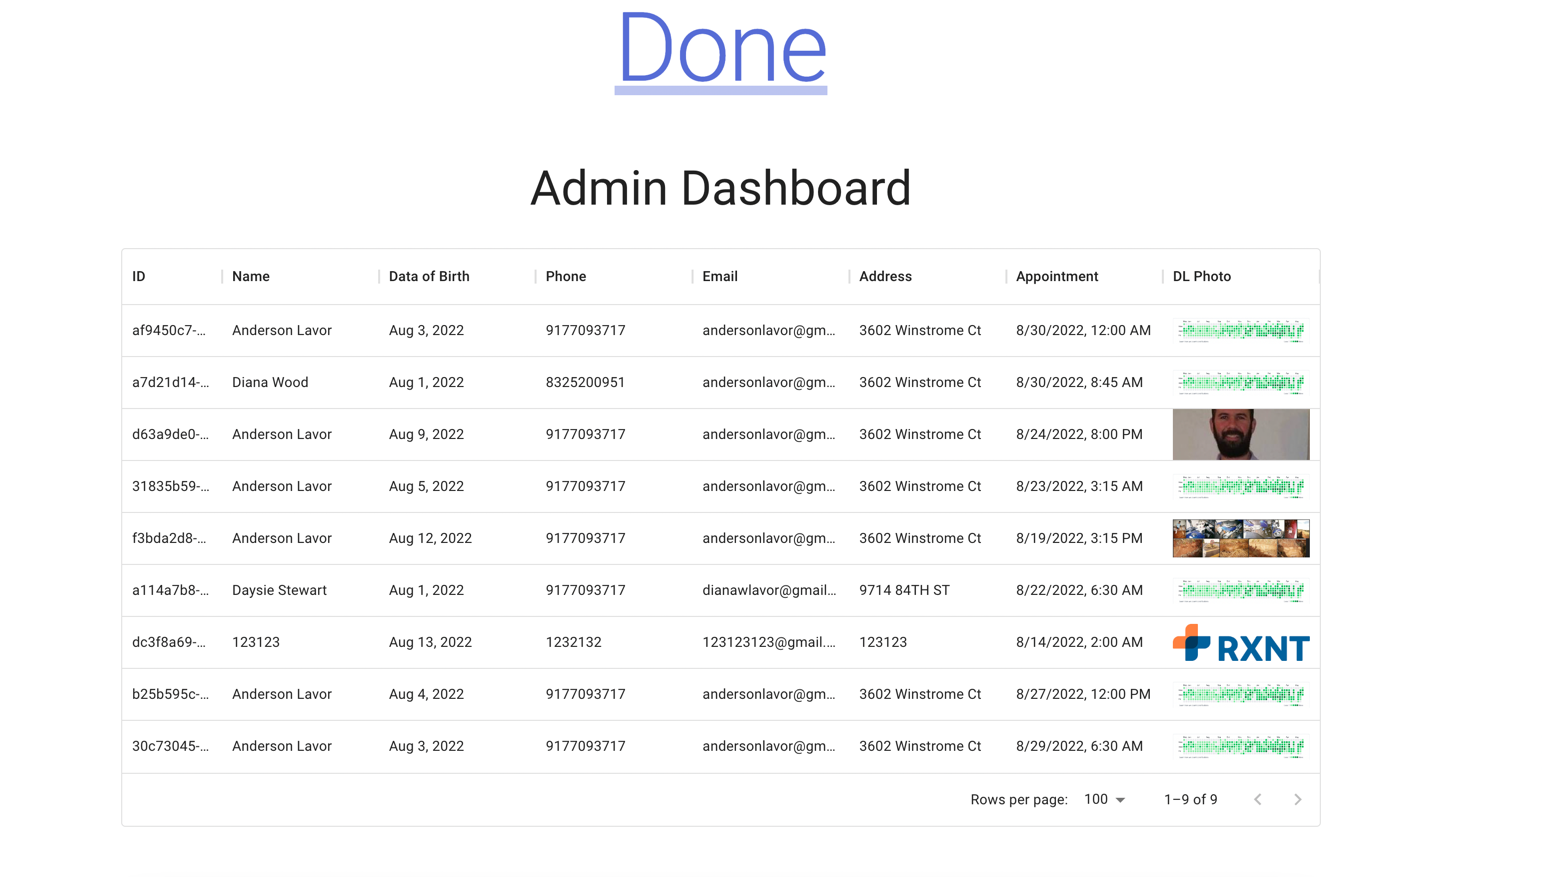 Done
Admin Dashboard
ID Name Data of Birth Phone Email Address Appointment DL Photo
af9450c7-… Anderson Lavor Aug 3, 2022 9177093717 andersonlavor@gm… 3602 Winstrome Ct 8/30/2022, 12:00 AM
a7d21d14-… Diana Wood Aug 1, 2022 8325200951 andersonlavor@gm… 3602 Winstrome Ct 8/30/2022, 8:45 AM
d63a9de0-… Anderson Lavor Aug 9, 2022 9177093717 andersonlavor@gm… 3602 Winstrome Ct 8/24/2022, 8:00 PM
31835b59-… Anderson Lavor Aug 5, 2022 9177093717 andersonlavor@gm… 3602 Winstrome Ct 8/23/2022, 3:15 AM
f3bda2d8-… Anderson Lavor Aug 12, 2022 9177093717 andersonlavor@gm… 3602 Winstrome Ct 8/19/2022, 3:15 PM
a114a7b8-… Daysie Stewart Aug 1, 2022 9177093717 dianawlavor@gmail… 9714 84TH ST 8/22/2022, 6:30 AM
dc3f8a69-… 123123 Aug 13, 2022 1232132 123123123@gmail.… 123123 8/14/2022, 2:00 AM RXNT
b25b595c-… Anderson Lavor Aug 4, 2022 9177093717 andersonlavor@gm… 3602 Winstrome Ct 8/27/2022, 12:00 PM
30c73045-… Anderson Lavor Aug 3, 2022 9177093717 andersonlavor@gm… 3602 Winstrome Ct 8/29/2022, 6:30 AM
Rows per page: 100 1–9 of 9